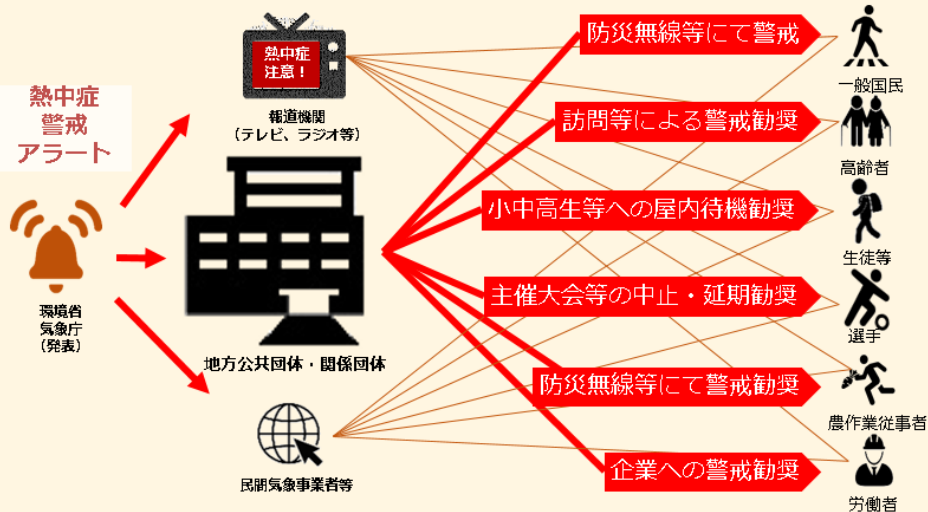 熱中症
警戒
アラート
環境省
気象庁
（発表）
熱中症
注意！
報道機関
（テレビ、ラジオ等）
地方公共団体・関係団体
民間気象事業者等
防災無線等にて警戒
訪問等による警戒勧奨
小中高生等への屋内待機勧奨
主催大会等の中止・延期勧奨
防災無線等にて警戒勧奨
企業への警戒勧奨
一般国民
高齢者
生徒等
選手
農作業従事者
労働者